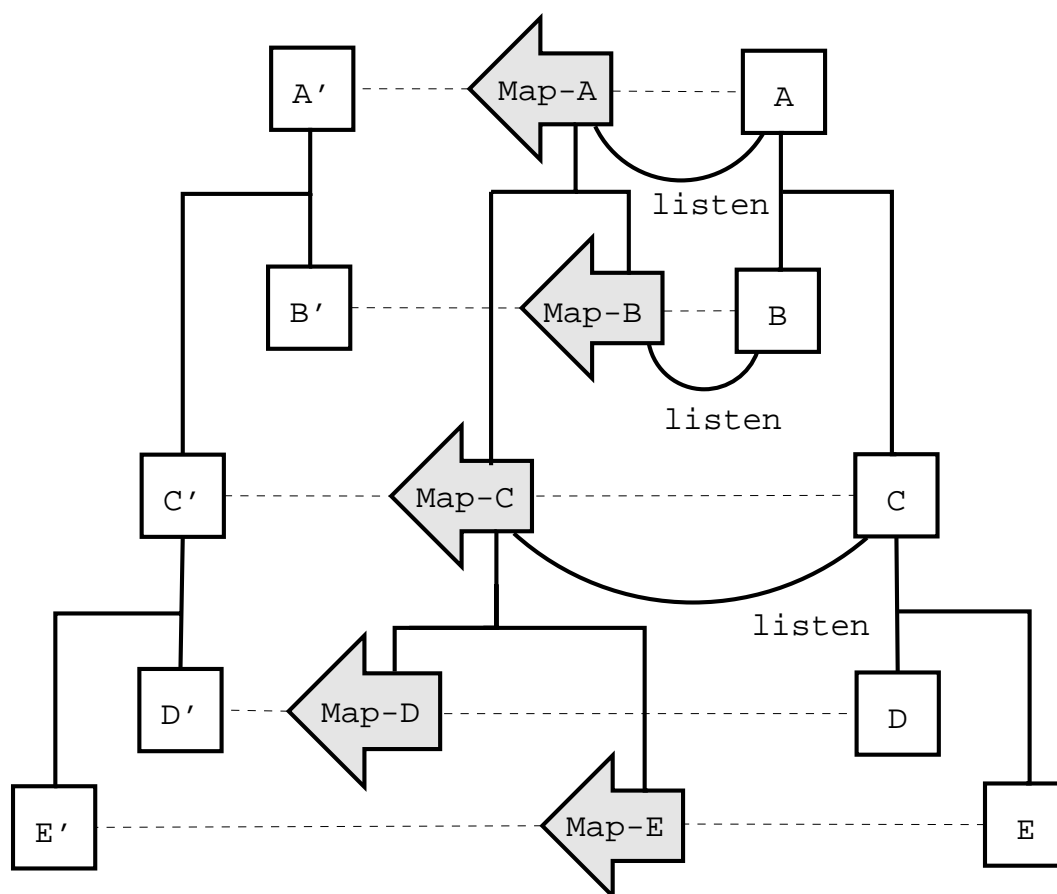 A′ Map-A A
listen
B′ Map-B B
listen
C′ Map-C C
listen
D′ Map-D D
E′ Map-E E